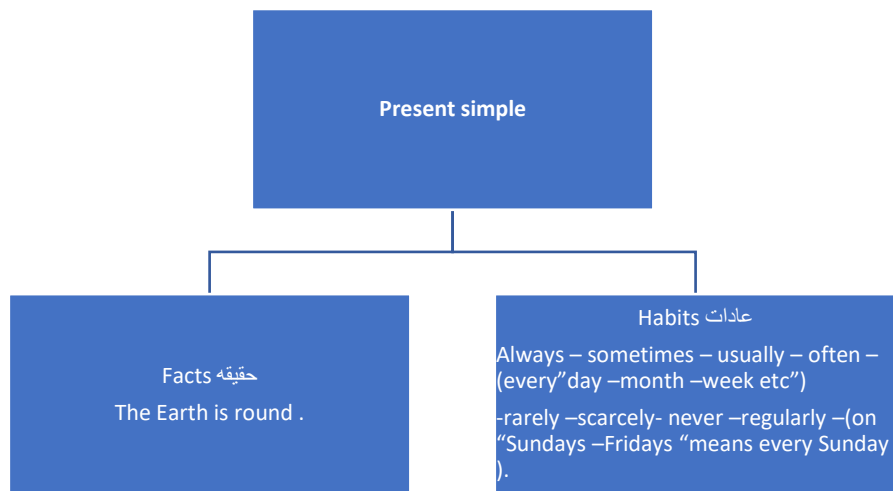 Present simple
Facts حقيقه
The Earth is round .
Habits عادات
Always – sometimes – usually – often –
(every”day –month –week etc”)
-rarely –scarcely- never –regularly –(on
“Sundays –Fridays “means every Sunday
).